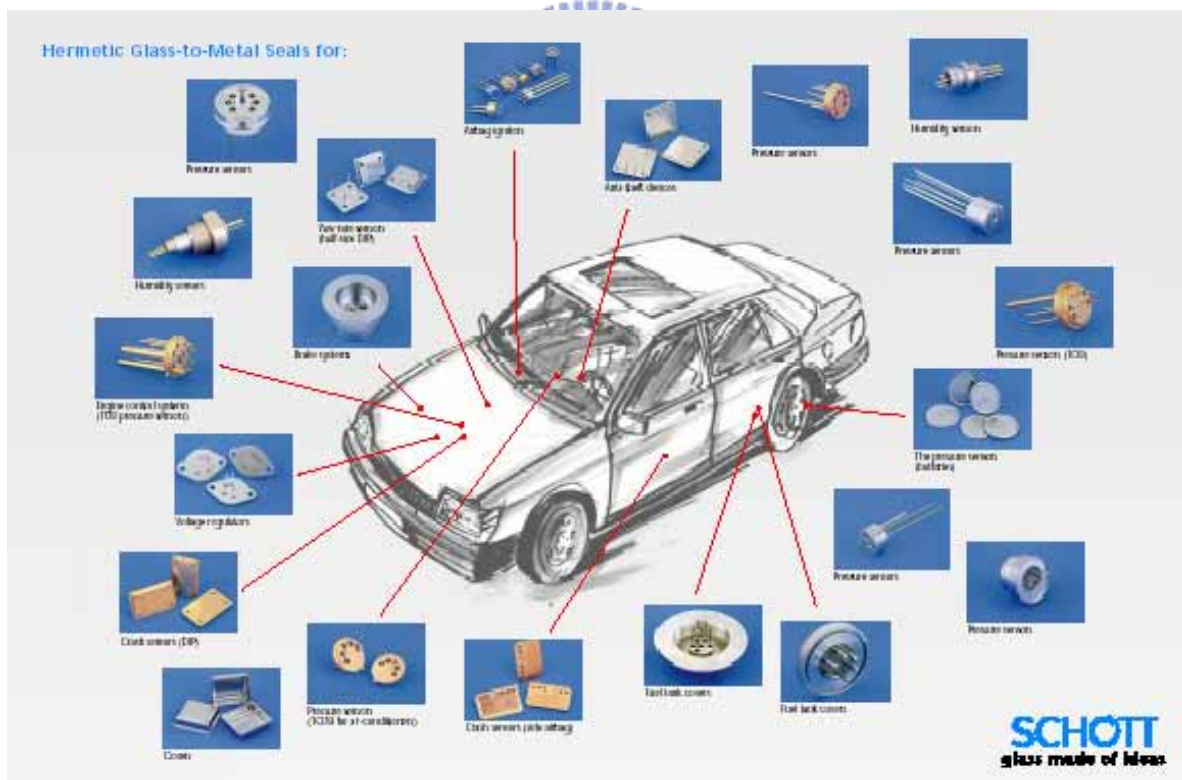 Hermetic Glass-to-Metal Seals for:
Airbag ignitors
Humidity sensors
Pressure sensors
Pressure sensors
Anti theft devices
Yaw rate sensors
(half size DIP)
Pressure sensors
Humidity sensors
Brake systems
Pressure sensors (TO8)
Engine control systems
(TO8 pressure sensors)
Tire pressure sensors
(batteries)
Voltage regulators
Pressure sensors
Pressure sensors
Crash sensors (DIP)
Fuel tank covers
Fuel tank covers
Pressure sensors
for air-conditioners)
Crash sensors (side airbag)
Covers
SCHOTT
glass made of ideas